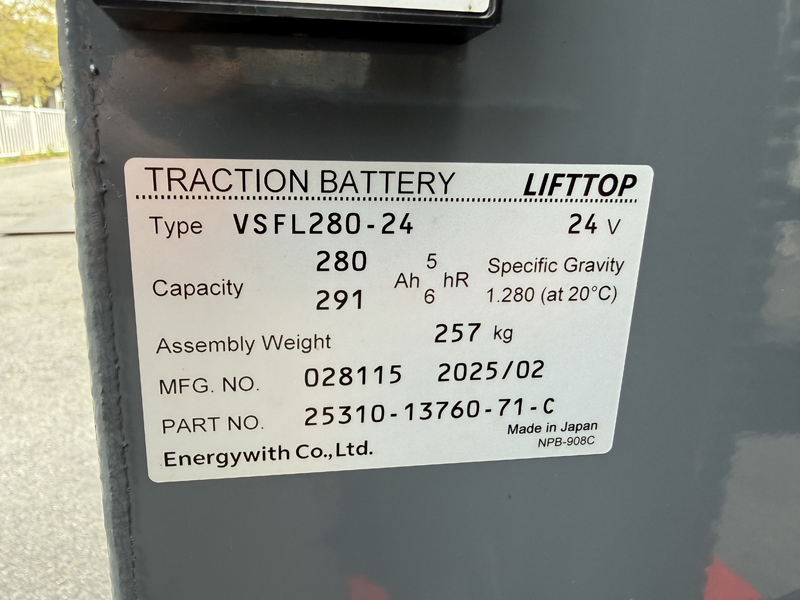 TRACTION BATTERY LIFTTOP
Type VSFL280-24 24 V
Capacity 280 Ah 5 hR Specific Gravity
291 6 1.280 (at 20°C)
Assembly Weight 257 kg
MFG. NO. 028115 2025/02
PART NO. 25310-13760-71-C
Energywith Co.,Ltd. Made in Japan
NPB-908C